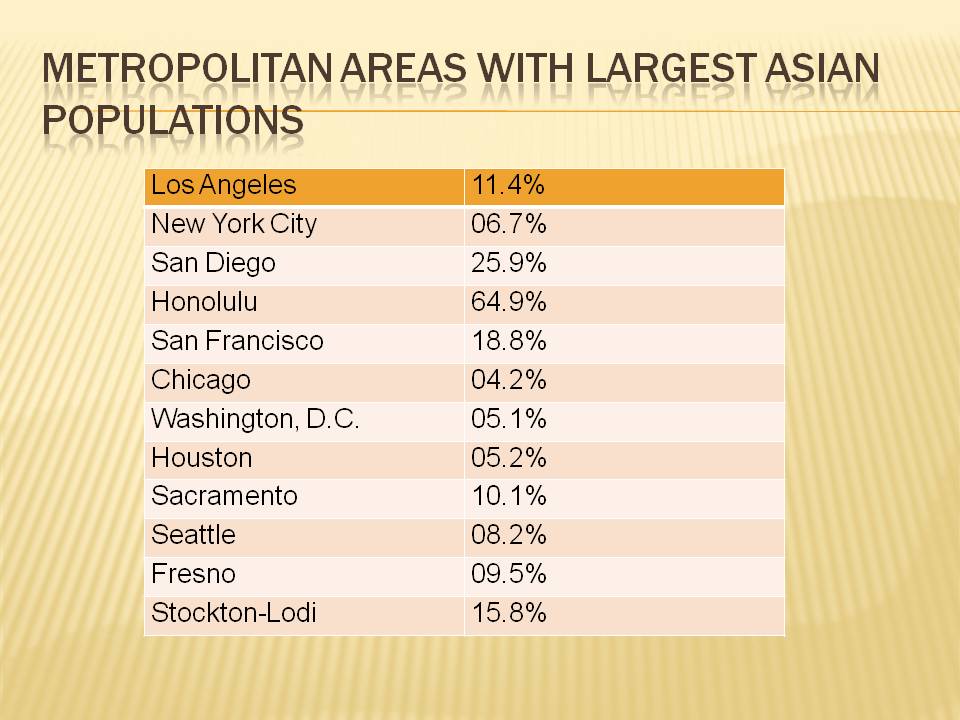 METROPOLITAN AREAS WITH LARGEST ASIAN
POPULATIONS
Los Angeles 11.4%
New York City 06.7%
San Diego 25.9%
Honolulu 64.9%
San Francisco 18.8%
Chicago 04.2%
Washington, D.C. 05.1%
Houston 05.2%
Sacramento 10.1%
Seattle 08.2%
Fresno 09.5%
Stockton-Lodi 15.8%